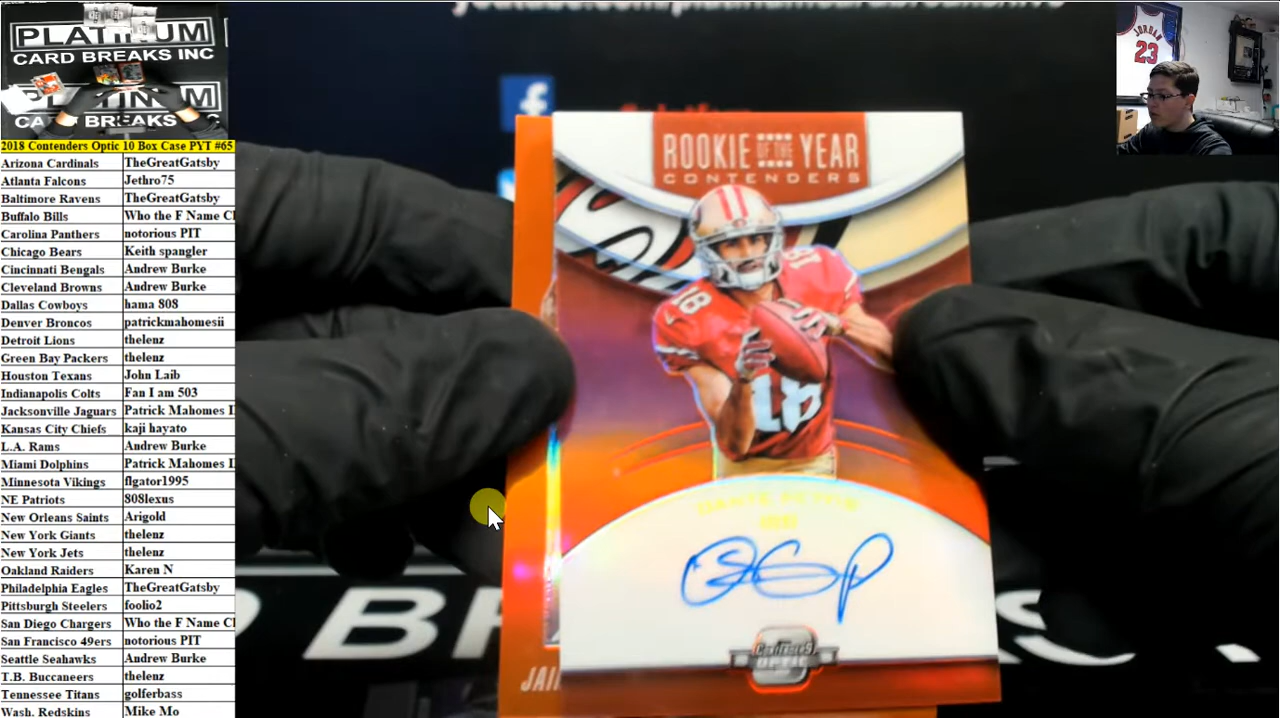 PLATINUM
CARD BREAKS INC
2018 Contenders Optic 10 Box Case PYT #65
Arizona Cardinals TheGreatGatsby
Atlanta Falcons Jethro75
Baltimore Ravens TheGreatGatsby
Buffalo Bills Who the F Name Cl
Carolina Panthers notorious PIT
Chicago Bears Keith spangler
Cincinnati Bengals Andrew Burke
Cleveland Browns Andrew Burke
Dallas Cowboys hama 808
Denver Broncos patrickmahomesii
Detroit Lions thelenz
Green Bay Packers thelenz
Houston Texans John Laib
Indianapolis Colts Fan I am 503
Jacksonville Jaguars Patrick Mahomes I
Kansas City Chiefs kaji hayato
L.A. Rams Andrew Burke
Miami Dolphins Patrick Mahomes I
Minnesota Vikings flgator1995
NE Patriots 808lexus
New Orleans Saints Arigold
New York Giants thelenz
New York Jets thelenz
Oakland Raiders Karen N
Philadelphia Eagles TheGreatGatsby
Pittsburgh Steelers foolio2
San Diego Chargers Who the F Name Cl
San Francisco 49ers notorious PIT
Seattle Seahawks Andrew Burke
T.B. Buccaneers thelenz
Tennessee Titans golferbass
Wash. Redskins Mike Mo
ROOKIE OF THE YEAR
CONTENDERS
18
18
18
CONTENDERS
OPTIC
JAI
JORDAN
23